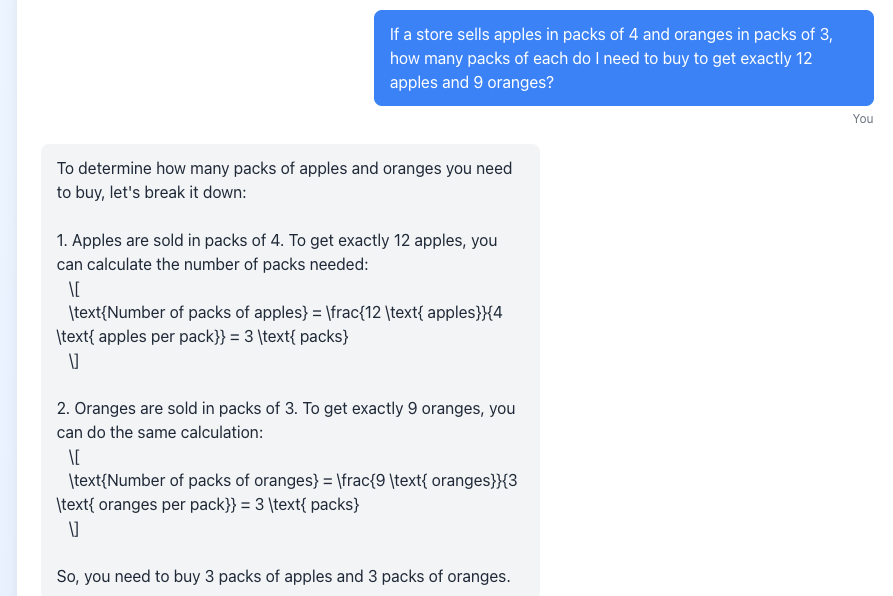 If a store sells apples in packs of 4 and oranges in packs of 3,
how many packs of each do I need to buy to get exactly 12
apples and 9 oranges?
You
To determine how many packs of apples and oranges you need
to buy, let's break it down:
1. Apples are sold in packs of 4. To get exactly 12 apples, you
can calculate the number of packs needed:
\[
\text{Number of packs of apples} = \frac{12 \text{ apples}}{4
\text{ apples per pack}} = 3 \text{ packs}
\]
2. Oranges are sold in packs of 3. To get exactly 9 oranges, you
can do the same calculation:
\[
\text{Number of packs of oranges} = \frac{9 \text{ oranges}}{3
\text{ oranges per pack}} = 3 \text{ packs}
\]
So, you need to buy 3 packs of apples and 3 packs of oranges.